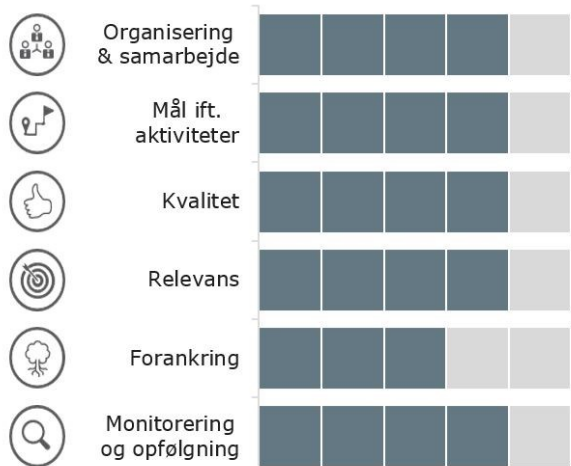 Organisering
& samarbejde
Mål ift.
aktiviteter
Kvalitet
Relevans
Forankring
Monitorering
og opfølgning